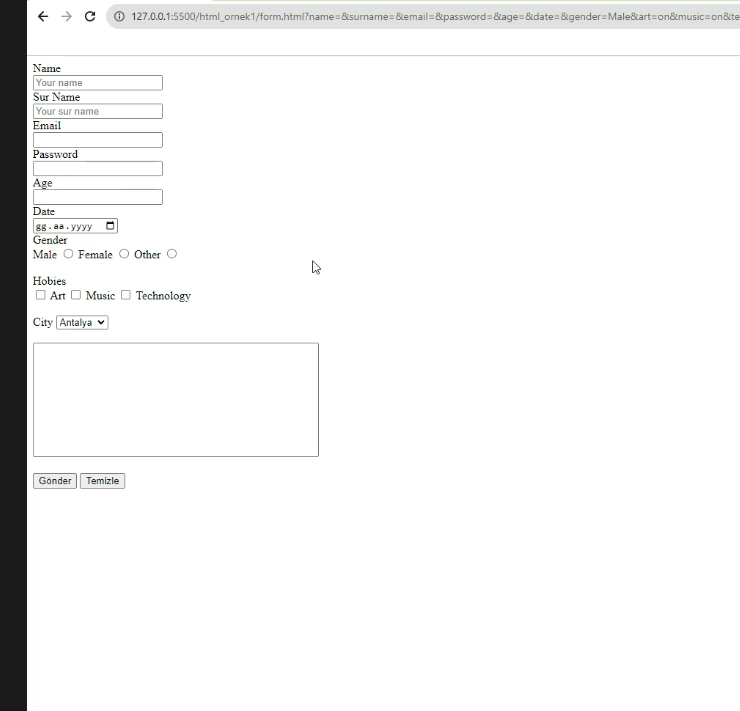 127.0.0.1:5500/html_ornek1/form.html?name=&surname=&email=&password=&age=&date=&gender=Male&art=on&music=on&te
Name
Your name
Sur Name
Your sur name
Email
Password
Age
Date
gg.aa.yyyy
Gender
Male Female Other
Hobies
Art Music Technology
City Antalya
Gönder Temizle